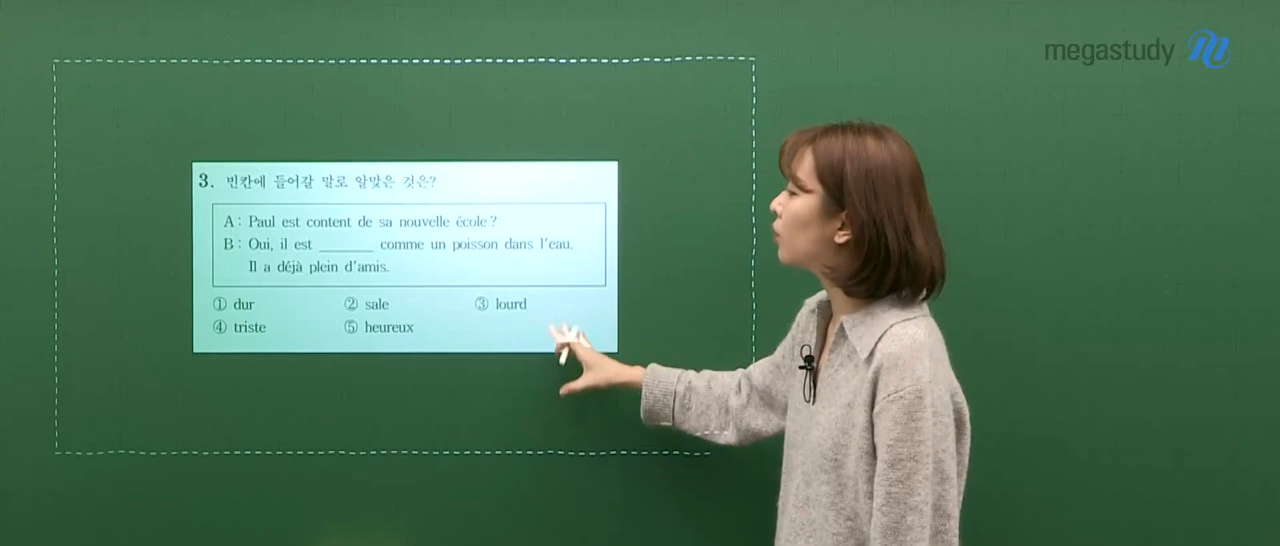 megastudy
3. 빈칸에 들어갈 말로 알맞은 것은?
A : Paul est content de sa nouvelle école ?
B : Oui, il est ________ comme un poisson dans l'eau.
Il a déjà plein d'amis.
① dur ② sale ③ lourd
④ triste ⑤ heureux